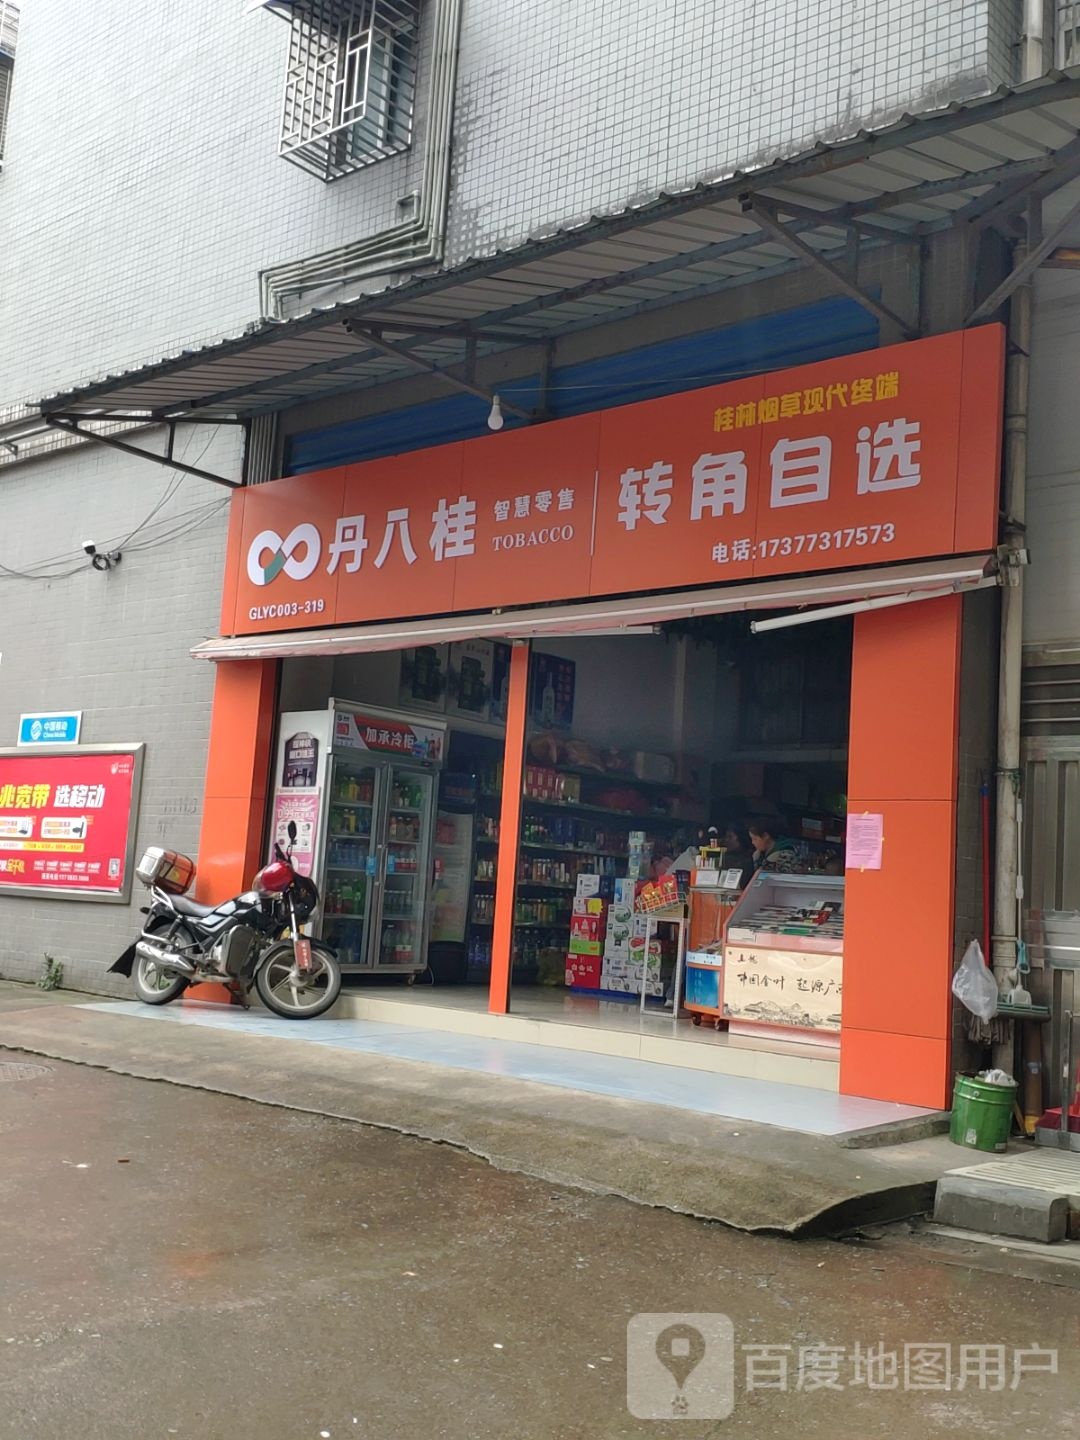 桂林烟草现代终端
丹八桂
智慧零售
TOBACCO
转角自选
电话:17377317573
GLYC003-319
加承冷柜
中国移动
China Mobile
兆宽带 选移动
中国金叶 起源广
百度地图用户